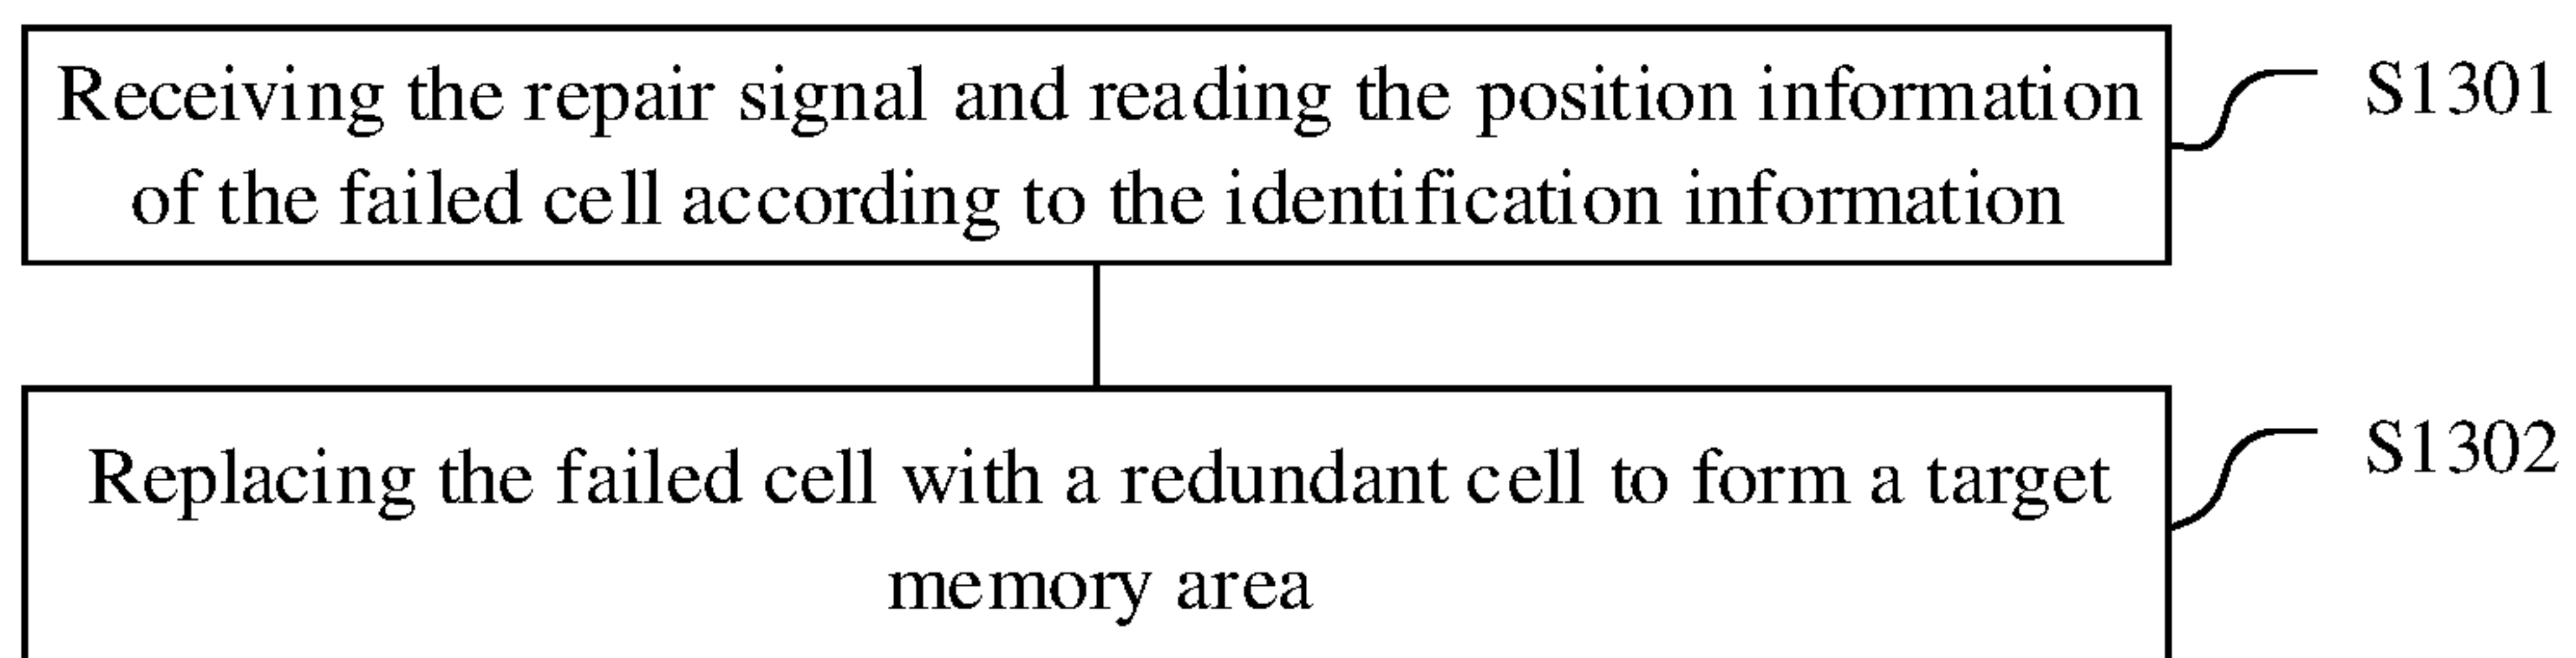 Receiving the repair signal and reading the position information
of the failed cell according to the identification information
S1301
Replacing the failed cell with a redundant cell to form a target
memory area
S1302